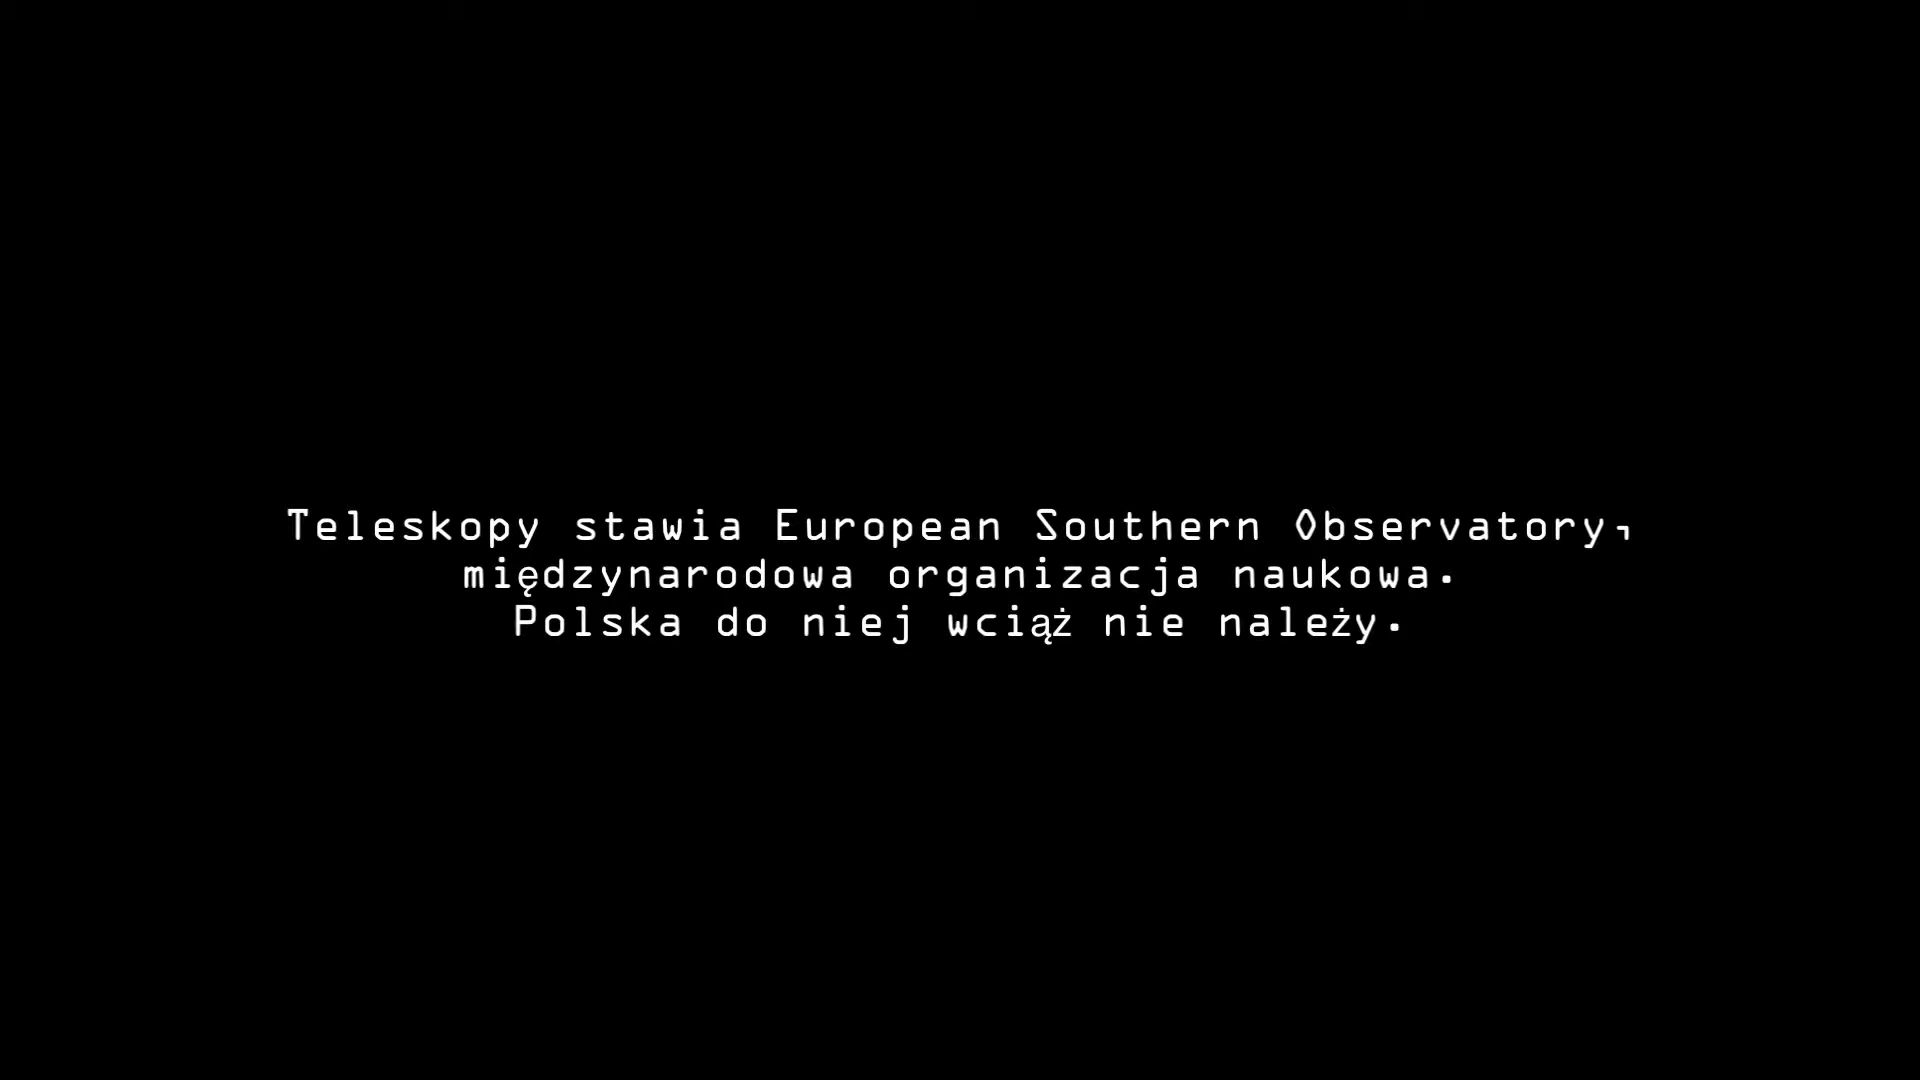 Teleskopy stawia European Southern Observatory,
międzynarodowa organizacja naukowa.
Polska do niej wciąż nie należy.